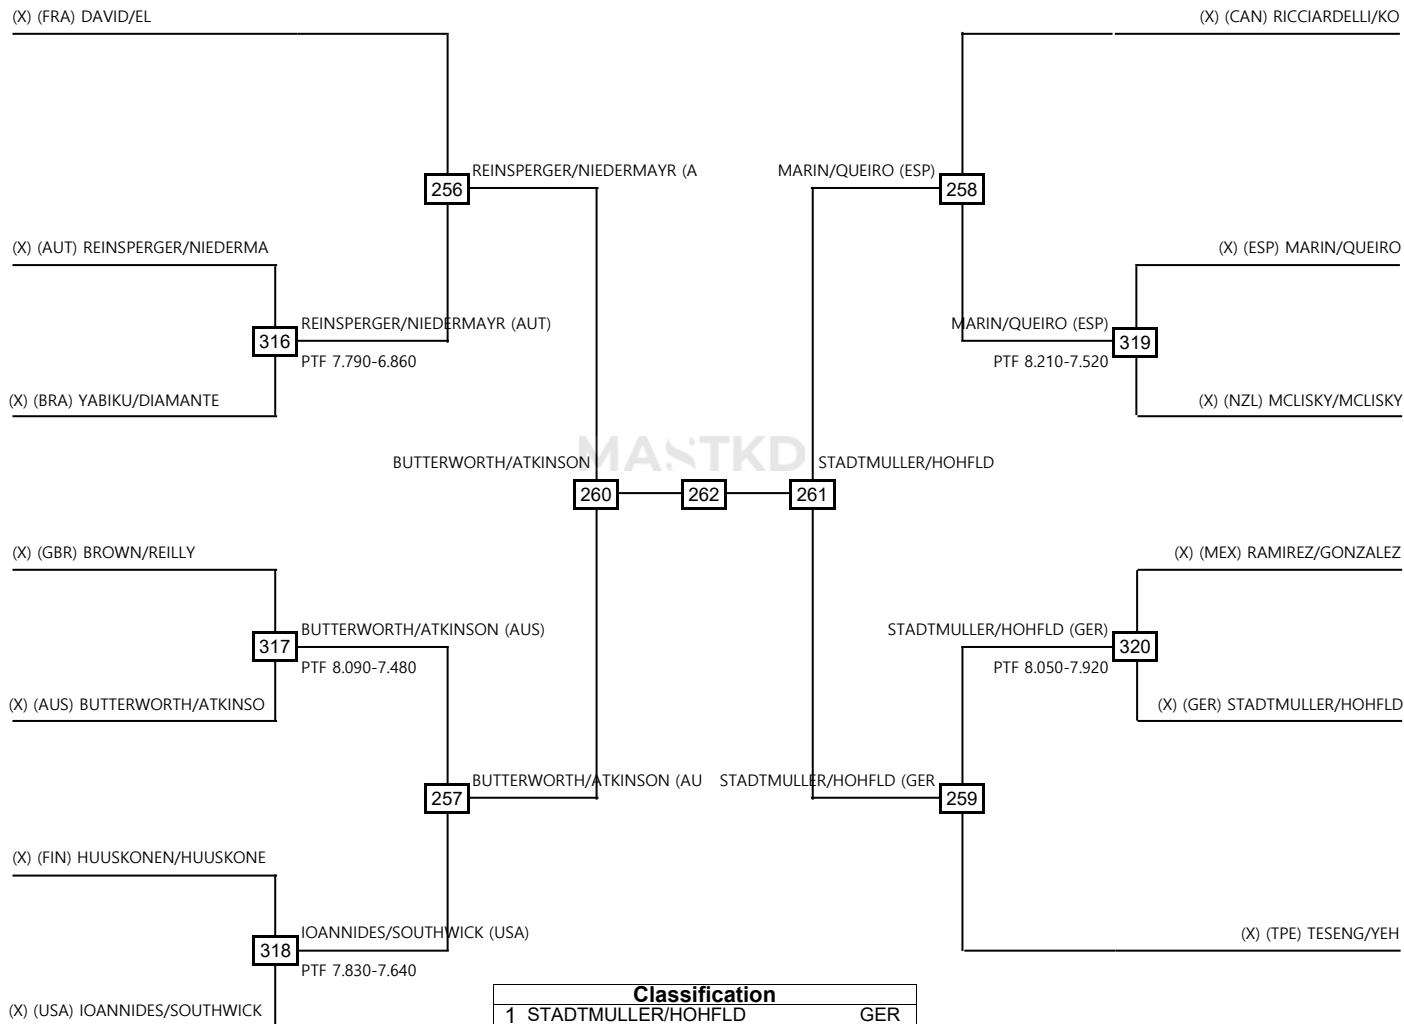 (X) (FRA) DAVID/EL
(X) (CAN) RICCIARDELLI/KO
REINSPERGER/NIEDERMAYR (A
MARIN/QUEIRO (ESP)
256
258
(X) (AUT) REINSPERGER/NIEDERMA
(X) (ESP) MARIN/QUEIRO
REINSPERGER/NIEDERMAYR (AUT)
MARIN/QUEIRO (ESP)
316
319
PTF 7.790-6.860
PTF 8.210-7.520
(X) (BRA) YABIKU/DIAMANTE
(X) (NZL) MCLISKY/MCLISKY
MASTKD
BUTTERWORTH/ATKINSON
STADTMULLER/HOHFLD
260
262
261
(X) (GBR) BROWN/REILLY
(X) (MEX) RAMIREZ/GONZALEZ
BUTTERWORTH/ATKINSON (AUS)
STADTMULLER/HOHFLD (GER)
317
320
PTF 8.090-7.480
PTF 8.050-7.920
(X) (AUS) BUTTERWORTH/ATKINSO
(X) (GER) STADTMULLER/HOHFLD
BUTTERWORTH/ATKINSON (AU
STADTMULLER/HOHFLD (GER
257
259
(X) (FIN) HUUSKONEN/HUUSKONE
IOANNIDES/SOUTHWICK (USA)
(X) (TPE) TESENG/YEH
318
PTF 7.830-7.640
Classification
(X) (USA) IOANNIDES/SOUTHWICK
1 STADTMULLER/HOHFLD GER